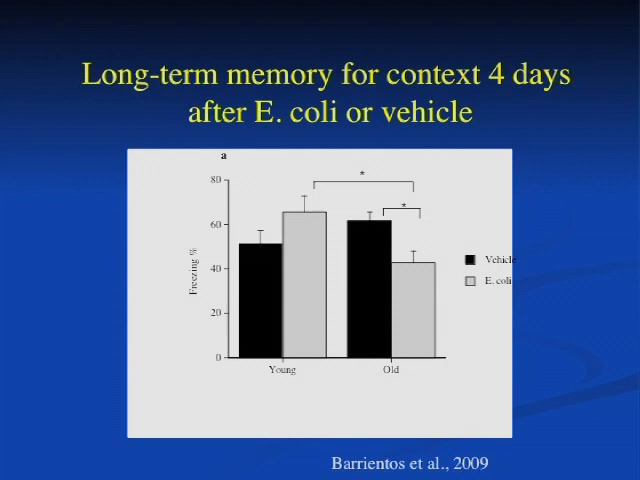 Long-term memory for context 4 days
after E. coli or vehicle
a
80
60
40
20
0
Freezing %
*
*
Young
Old
Vehicle
E. coli
Barrientos et al., 2009